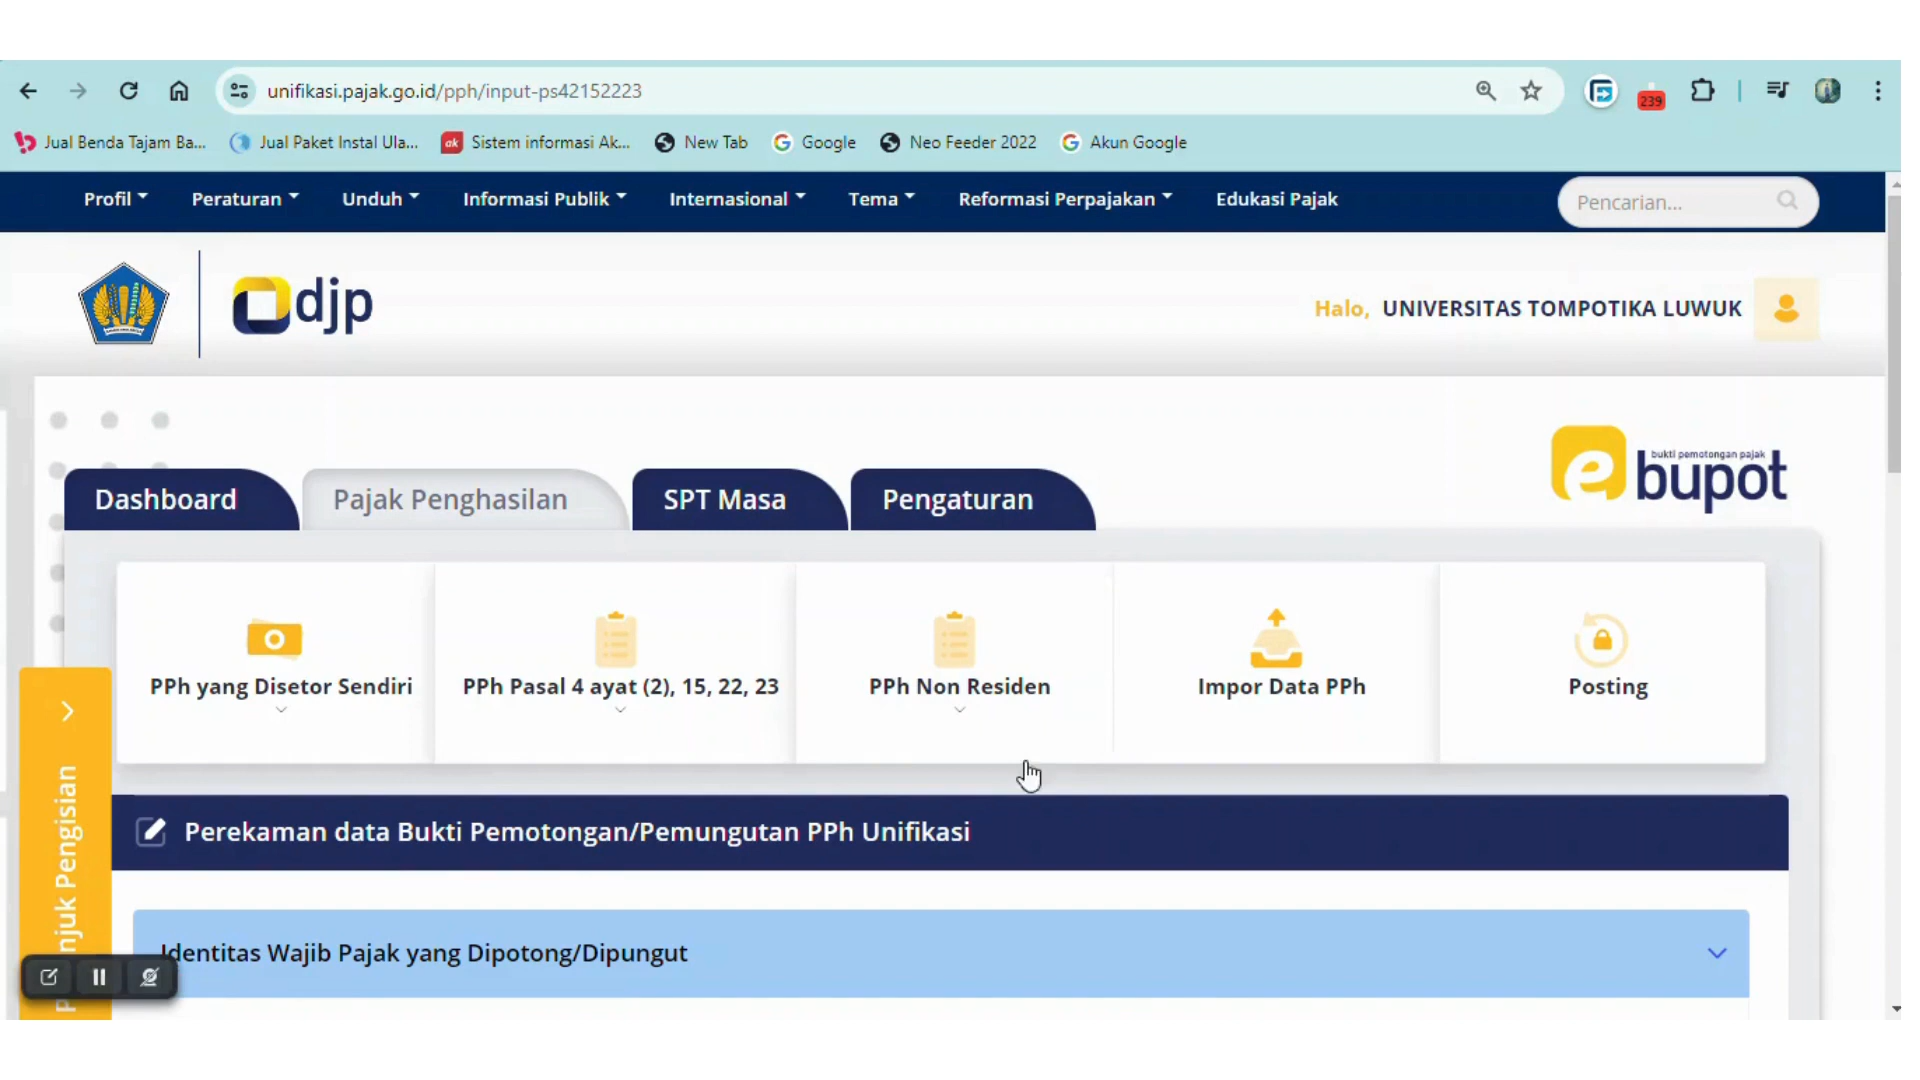 unifikasi.pajak.go.id/pph/input-ps42152223
239
Jual Benda Tajam Ba...
ak
Jual Paket Instal Ula...
Sistem informasi Ak...
New Tab
Google
Neo Feeder 2022
Akun Google
Profil
Peraturan
Unduh
Informasi Publik
Internasional
Tema
Reformasi Perpajakan
Edukasi Pajak
Pencarian...
djp
Halo, UNIVERSITAS TOMPOTIKA LUWUK
e
bukti pemotongan pajak
bupot
Dashboard
Pajak Penghasilan
SPT Masa
Pengaturan
PPh yang Disetor Sendiri
PPh Pasal 4 ayat (2), 15, 22, 23
PPh Non Residen
Impor Data PPh
Posting
njuk Pengisian
Perekaman data Bukti Pemotongan/Pemungutan PPh Unifikasi
Identitas Wajib Pajak yang Dipotong/Dipungut